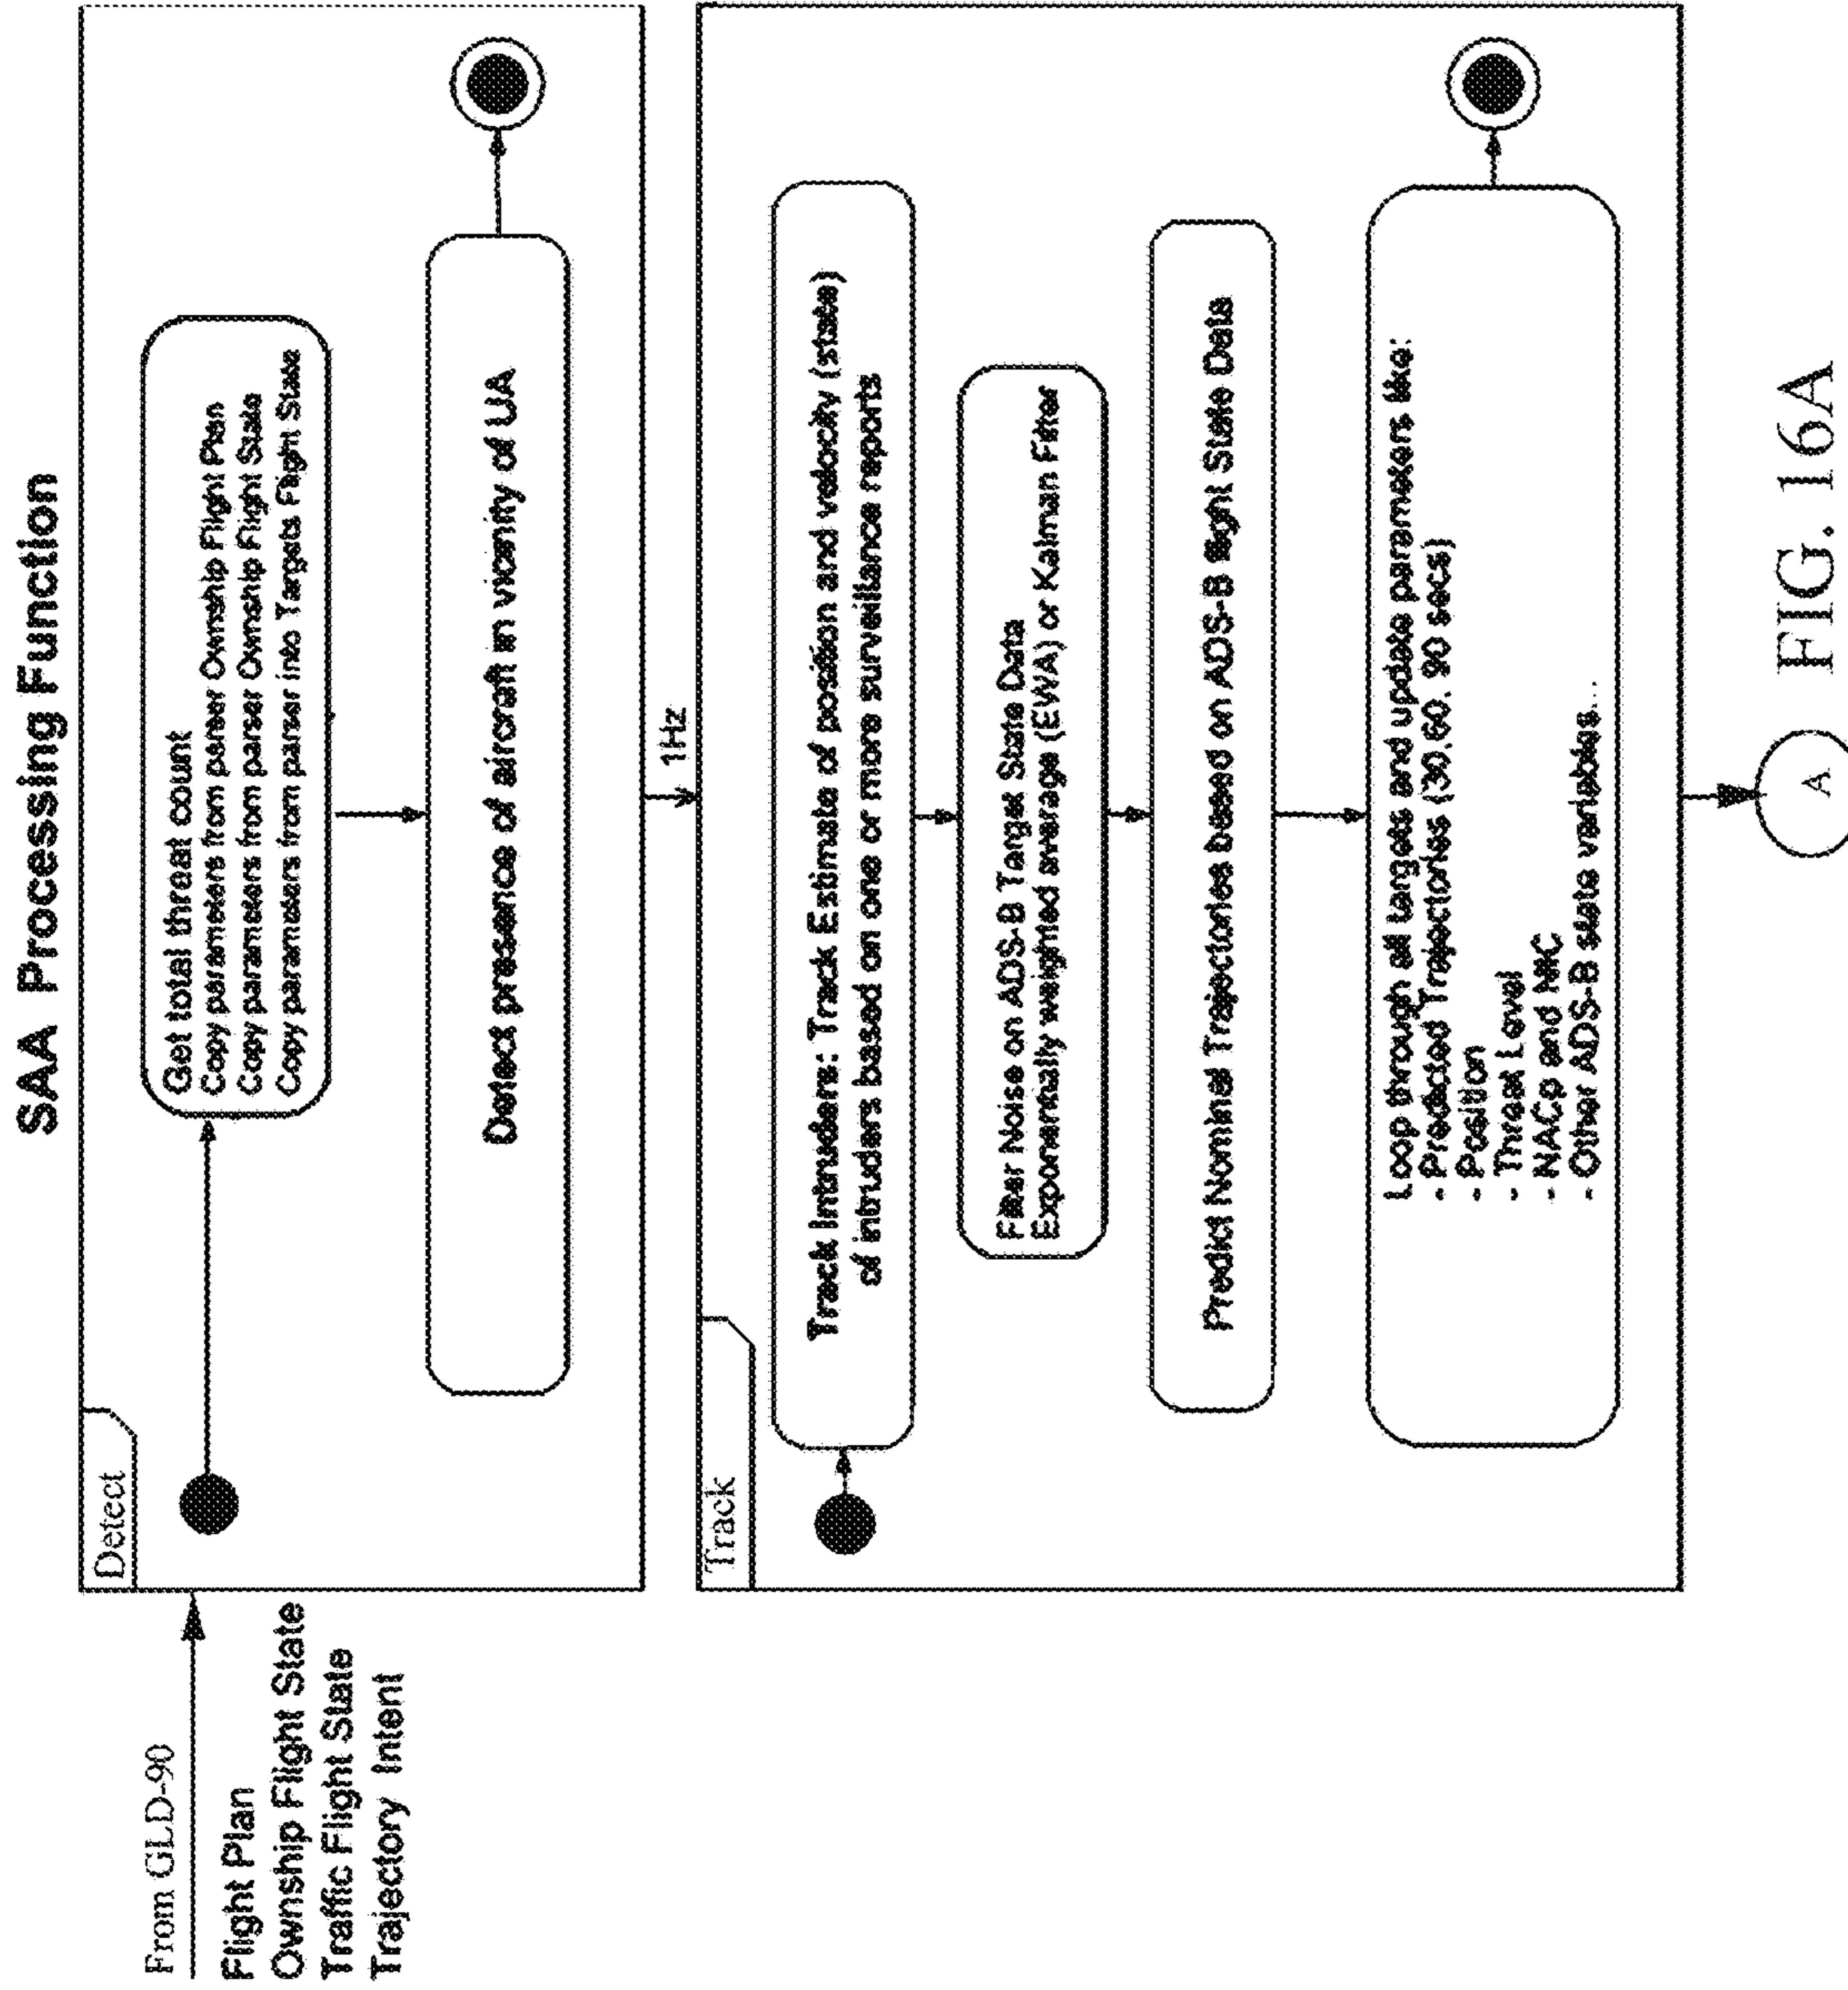 SAA Processing Function
From GLD-90
Flight Plan
Ownship Flight State
Traffic Flight State
Trajectory Intent
Detect
Get total threat count
Copy parameters from parser Ownship Flight Plan
Copy parameters from parser Ownship Flight State
Copy parameters from parser into Targets Flight State
Detect presence of aircraft in vicinity of UA
1Hz
Track
Track Intruders: Track Estimate of position and velocity (state)
of intruders based on one or more surveillance reports
Filter Noise on ADS-B Target State Data
Exponentially weighted average (EWA) or Kalman Filter
Predict Nominal Trajectories based on ADS-B flight State Data
Loop through all targets and update parameters like:
- Predicted Trajectories (30,60, 90 secs)
- Position
- Threat Level
- NACp and NIC
- Other ADS-B state variables...
A
FIG. 16A